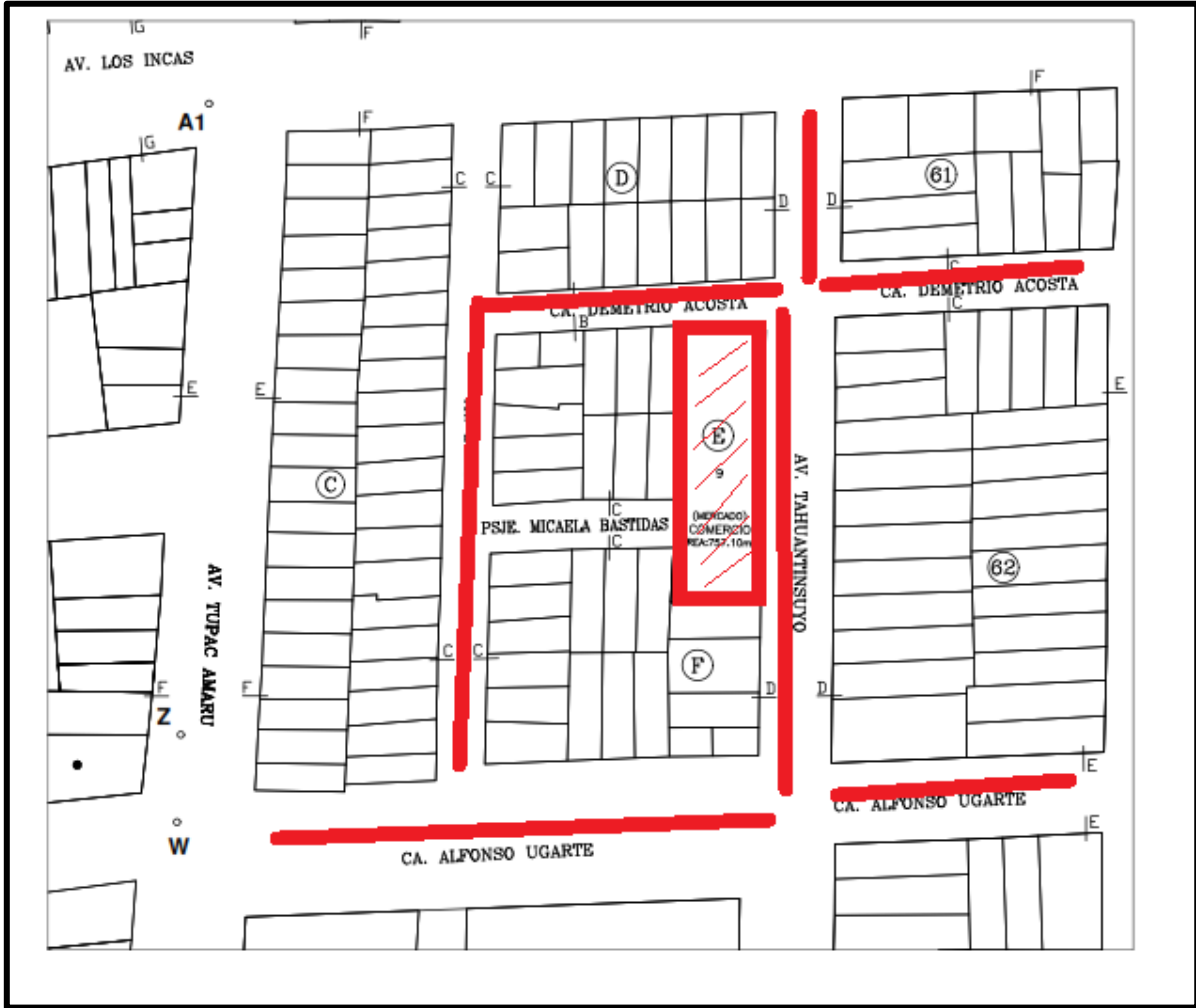 G
G
F
AV. LOS INCAS
F
A1
F
G
D
61
C
C
D
D
C
CA. DEMETRIO ACOSTA
CA. DEMETRIO ACOSTA
B
C
E
E
E
E
9
C
C
(MERCADO)
COMERCIO
PSJE. MICAELA BASTIDAS
C
AV. TAHUANTINSUYO
62
AV. TUPAC AMARU
C
C
F
F
F
D
D
Z
E
CA. ALFONSO UGARTE
E
W
CA. ALFONSO UGARTE